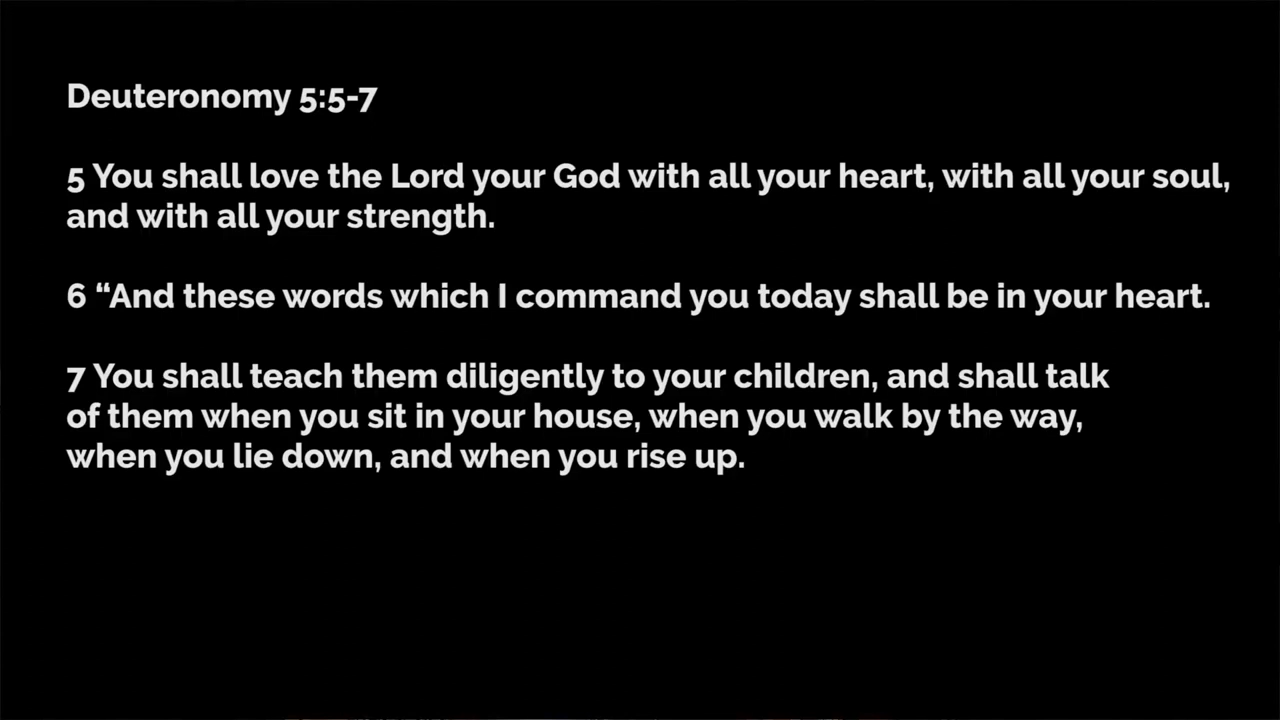 Deuteronomy 5:5-7
5 You shall love the Lord your God with all your heart, with all your soul,
and with all your strength.
6 “And these words which I command you today shall be in your heart.
7 You shall teach them diligently to your children, and shall talk
of them when you sit in your house, when you walk by the way,
when you lie down, and when you rise up.